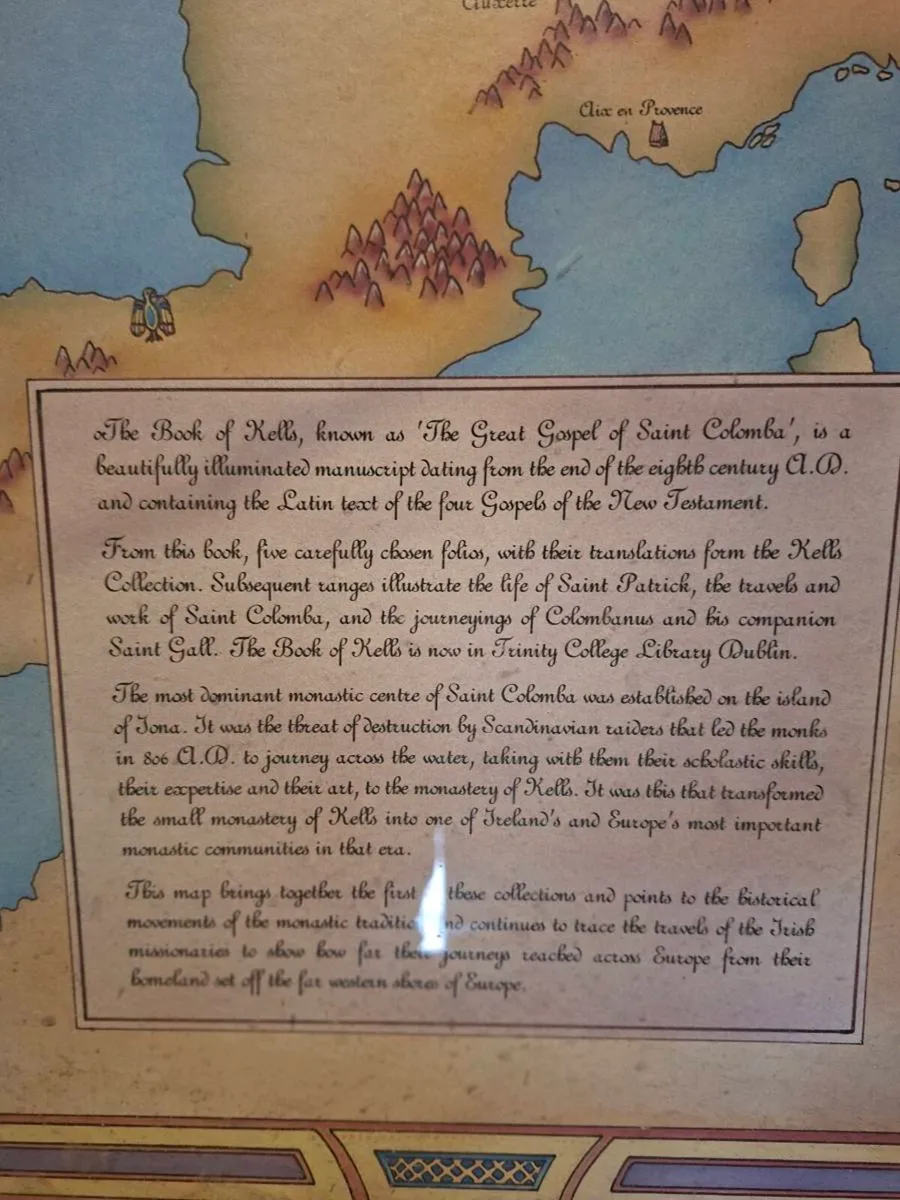 Aix en Provence
The Book of Kells, known as 'The Great Gospel of Saint Colomba', is a
beautifully illuminated manuscript dating from the end of the eighth century A.D.
and containing the Latin text of the four Gospels of the New Testament.
From this book, five carefully chosen folios, with their translations form the Kells
Collection. Subsequent ranges illustrate the life of Saint Patrick, the travels and
work of Saint Colomba, and the journeyings of Colombanus and his companion
Saint Gall. The Book of Kells is now in Trinity College Library Dublin.
The most dominant monastic centre of Saint Colomba was established on the island
of Iona. It was the threat of destruction by Scandinavian raiders that led the monks
in 806 A.D. to journey across the water, taking with them their scholastic skills,
their expertise and their art, to the monastery of Kells. It was this that transformed
the small monastery of Kells into one of Ireland's and Europe's most important
monastic communities in that era.
This map brings together the first these collections and points to the historical
movements of the monastic tradition and continues to trace the travels of the Irish
missionaries to show how far their journeys reached across Europe from their
homeland set off the far western shores of Europe.